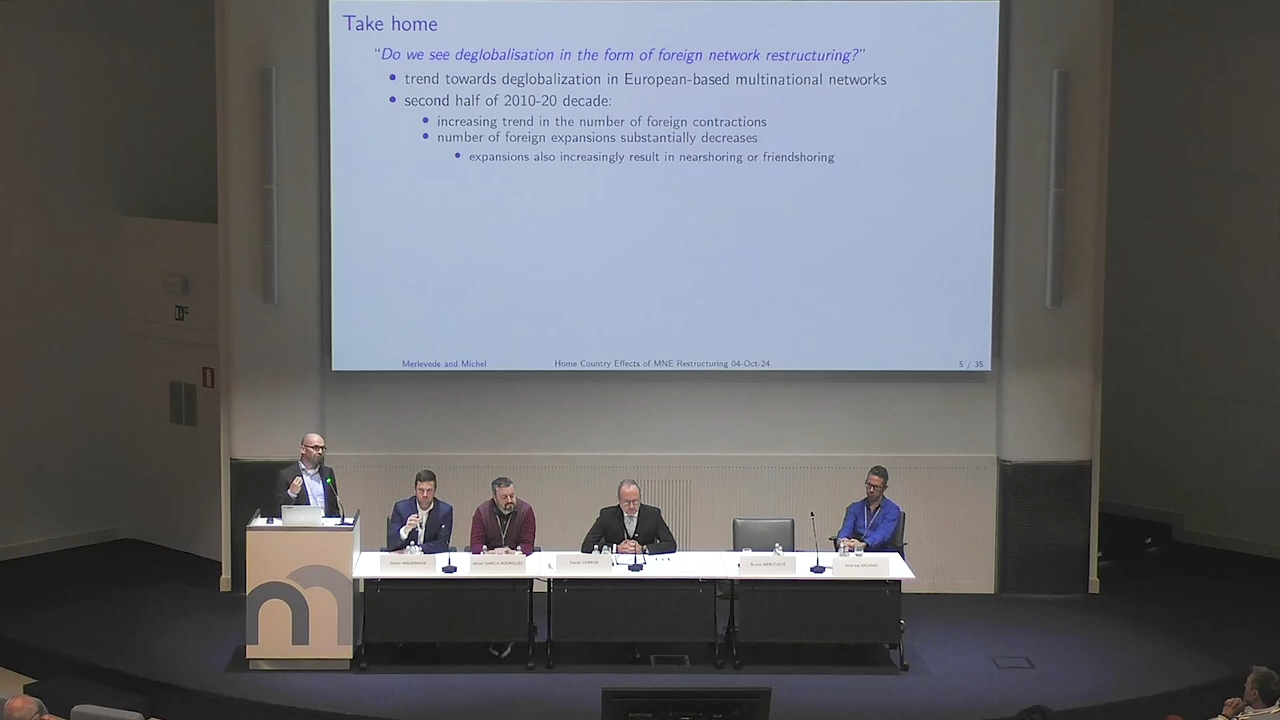 Take home
“Do we see deglobalisation in the form of foreign network restructuring?”
trend towards deglobalization in European-based multinational networks
second half of 2010-20 decade:
increasing trend in the number of foreign contractions
number of foreign expansions substantially decreases
expansions also increasingly result in nearshoring or friendshoring
Merlevede and Michel
Home Country Effects of MNE Restructuring 04-Oct-24
5 / 35
Bruno MERLEVEDE